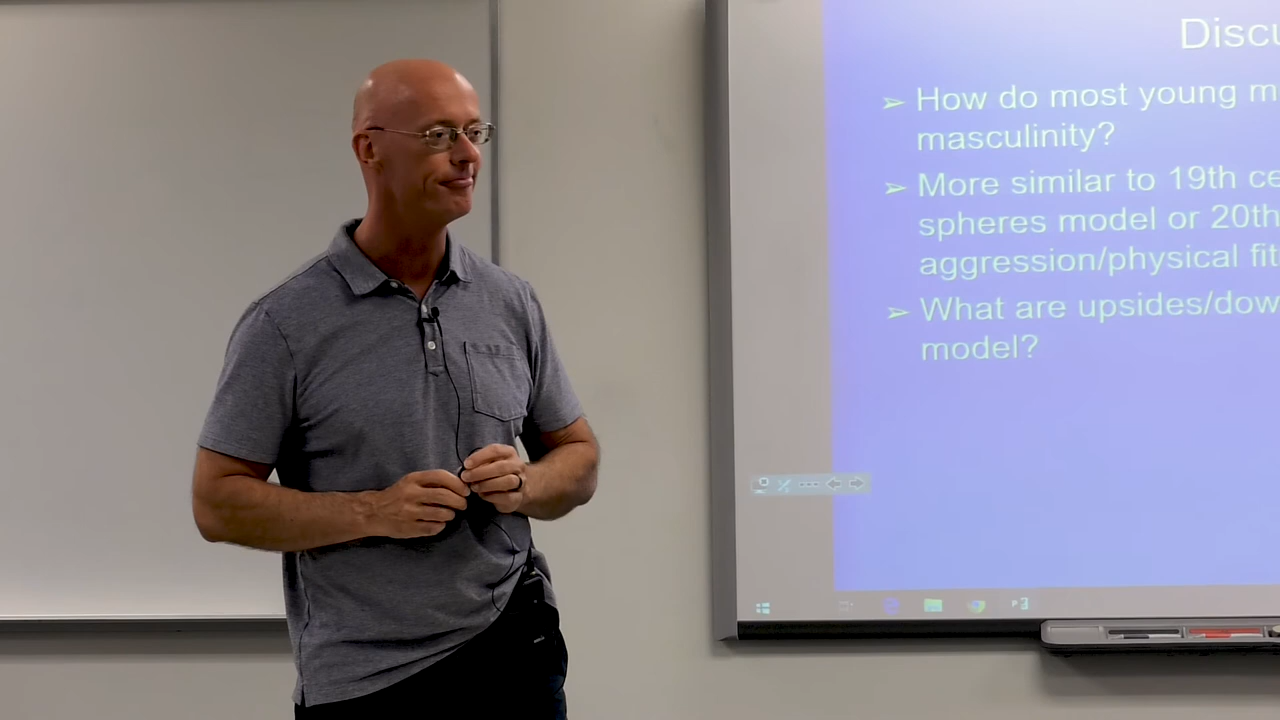 Discu
➢ How do most young m
masculinity?
➢ More similar to 19th ce
spheres model or 20th
aggression/physical fit
➢ What are upsides/dow
model?